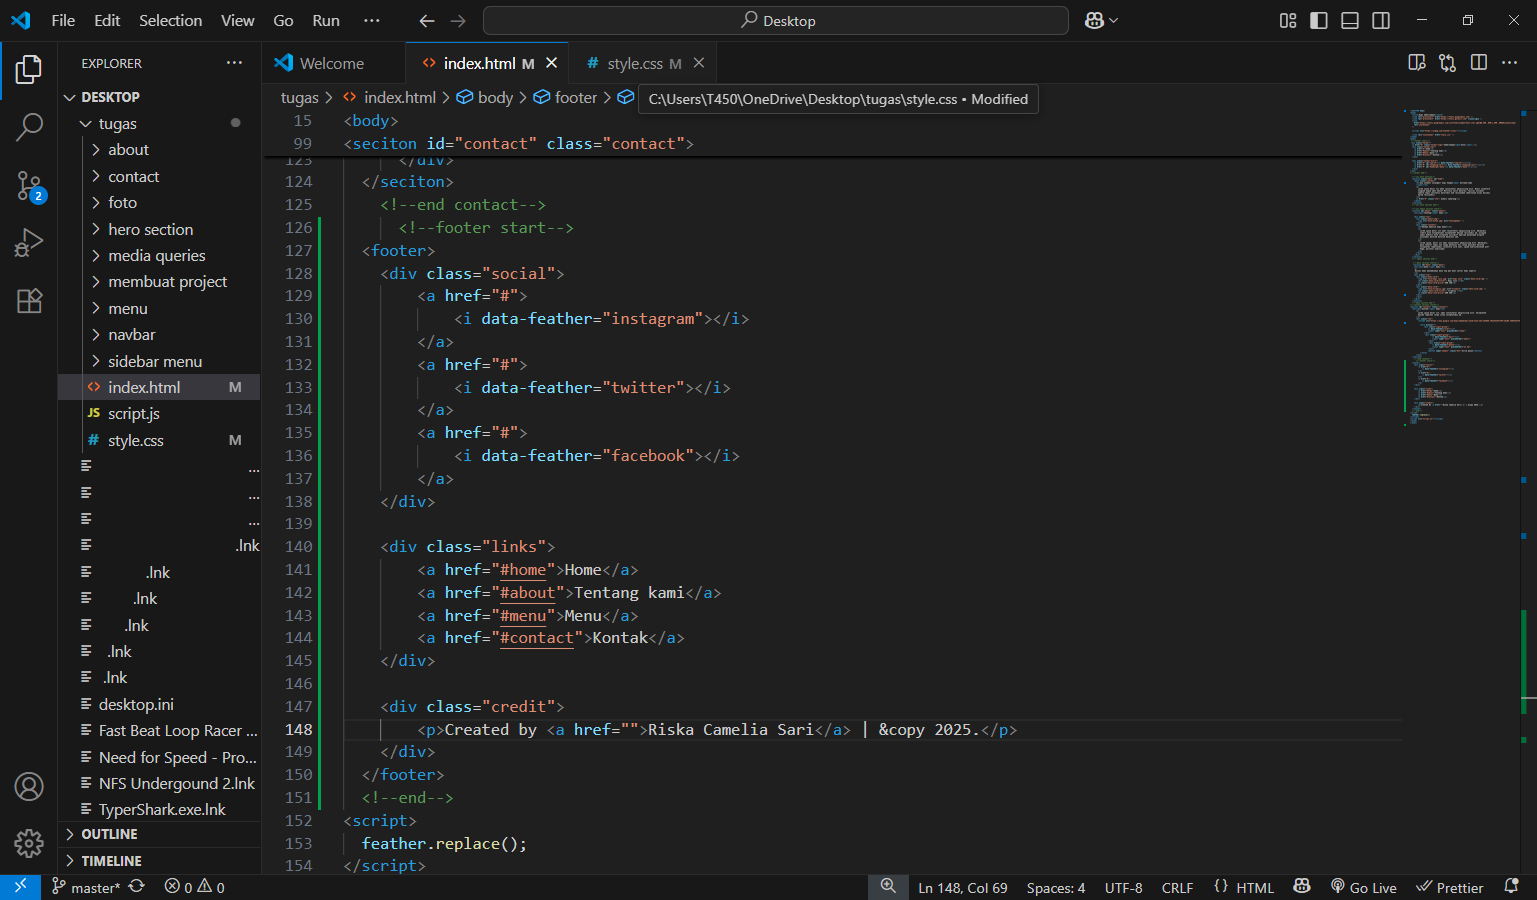 File Edit Selection View Go Run ··· Desktop
EXPLORER ···
DESKTOP
tugas
about
contact
foto
hero section
media queries
membuat project
menu
navbar
sidebar menu
index.html M
JS script.js
# style.css M
...
...
...
.lnk
.lnk
.lnk
.lnk
.lnk
.lnk
desktop.ini
Fast Beat Loop Racer ...
Need for Speed - Pro...
NFS Undergound 2.lnk
TyperShark.exe.lnk
OUTLINE
TIMELINE
2
Welcome
index.html M
# style.css M
tugas > index.html > body > footer >
C:\Users\T450\OneDrive\Desktop\tugas\style.css • Modified
15 <body>
99 <seciton id="contact" class="contact">
123 </div>
124 </seciton>
125 <!--end contact-->
126 <!--footer start-->
127 <footer>
128 <div class="social">
129 <a href="#">
130 <i data-feather="instagram"></i>
131 </a>
132 <a href="#">
133 <i data-feather="twitter"></i>
134 </a>
135 <a href="#">
136 <i data-feather="facebook"></i>
137 </a>
138 </div>
139
140 <div class="links">
141 <a href="#home">Home</a>
142 <a href="#about">Tentang kami</a>
143 <a href="#menu">Menu</a>
144 <a href="#contact">Kontak</a>
145 </div>
146
147 <div class="credit">
148 <p>Created by <a href="">Riska Camelia Sari</a> | &copy 2025.</p>
149 </div>
150 </footer>
151 <!--end-->
152 <script>
153 feather.replace();
154 </script>
master* 0 0 Ln 148, Col 69 Spaces: 4 UTF-8 CRLF {} HTML Go Live Prettier